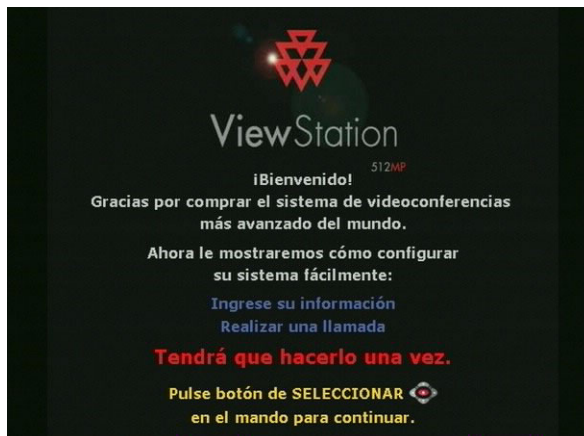 ViewStation
512MP
¡Bienvenido!
Gracias por comprar el sistema de videoconferencias
más avanzado del mundo.
Ahora le mostraremos cómo configurar
su sistema fácilmente:
Ingrese su información
Realizar una llamada
Tendrá que hacerlo una vez.
Pulse botón de SELECCIONAR
en el mando para continuar.